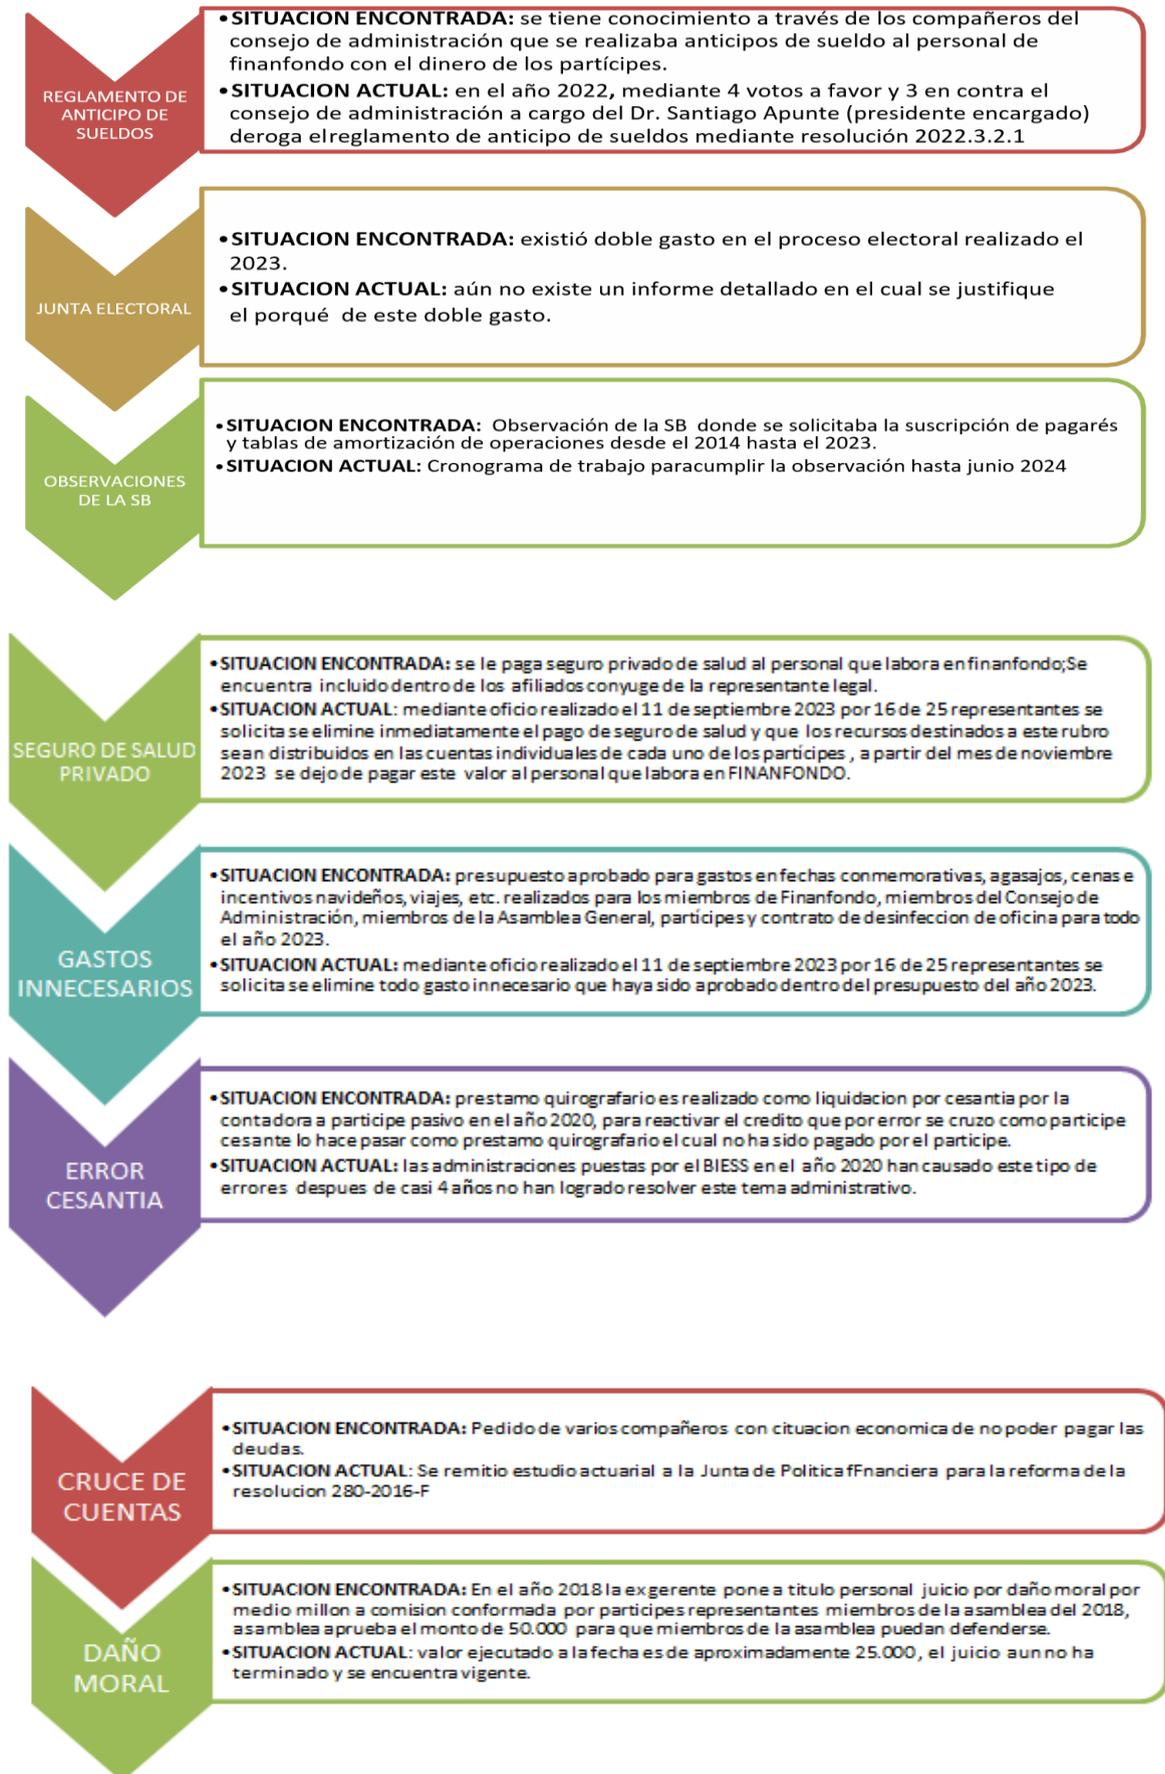 REGLAMENTO DE
ANTICIPO DE
SUELDOS
•SITUACION ENCONTRADA: se tiene conocimiento a través de los compañeros del
consejo de administración que se realizaba anticipos de sueldo al personal de
finanfondo con el dinero de los partícipes.
•SITUACION ACTUAL: en el año 2022, mediante 4 votos a favor y 3 en contra el
consejo de administración a cargo del Dr. Santiago Apunte (presidente encargado)
deroga el reglamento de anticipo de sueldos mediante resolución 2022.3.2.1
JUNTA ELECTORAL
•SITUACION ENCONTRADA: existió doble gasto en el proceso electoral realizado el
2023.
•SITUACION ACTUAL: aún no existe un informe detallado en el cual se justifique
el porqué de este doble gasto.
OBSERVACIONES
DE LA SB
•SITUACION ENCONTRADA: Observación de la SB donde se solicitaba la suscripción de pagarés
y tablas de amortización de operaciones desde el 2014 hasta el 2023.
•SITUACION ACTUAL: Cronograma de trabajo paracumplir la observación hasta junio 2024
SEGURO DE SALUD
PRIVADO
•SITUACION ENCONTRADA: se le paga seguro privado de salud al personal que labora en finanfondo;Se
encuentra incluido dentro de los afiliados conyuge de la representante legal.
•SITUACION ACTUAL: mediante oficio realizado el 11 de septiembre 2023 por 16 de 25 representantes se
solicita se elimine inmediatamente el pago de seguro de salud y que los recursos destinados a este rubro
sean distribuidos en las cuentas individuales de cada uno de los partícipes , a partir del mes de noviembre
2023 se dejo de pagar este valor al personal que labora en FINANFONDO.
GASTOS
INNECESARIOS
•SITUACION ENCONTRADA: presupuesto aprobado para gastos en fechas conmemorativas, agasajos, cenas e
incentivos navideños, viajes, etc. realizados para los miembros de Finanfondo, miembros del Consejo de
Administración, miembros de la Asamblea General, partícipes y contrato de desinfeccion de oficina para todo
el año 2023.
•SITUACION ACTUAL: mediante oficio realizado el 11 de septiembre 2023 por 16 de 25 representantes se
solicita se elimine todo gasto innecesario que haya sido aprobado dentro del presupuesto del año 2023.
ERROR
CESANTIA
•SITUACION ENCONTRADA: prestamo quirografario es realizado como liquidacion por cesantia por la
contadora a participe pasivo en el año 2020, para reactivar el credito que por error se cruzo como participe
cesante lo hace pasar como prestamo quirografario el cual no ha sido pagado por el participe.
•SITUACION ACTUAL: las administraciones puestas por el BIESS en el año 2020 han causado este tipo de
errores despues de casi 4 años no han logrado resolver este tema administrativo.
CRUCE DE
CUENTAS
•SITUACION ENCONTRADA: Pedido de varios compañeros con cituacion economica de no poder pagar las
deudas.
•SITUACION ACTUAL: Se remitio estudio actuarial a la Junta de Politica fFnanciera para la reforma de la
resolucion 280-2016-F
DAÑO
MORAL
•SITUACION ENCONTRADA: En el año 2018 la ex gerente pone a titulo personal juicio por daño moral por
medio millon a comision conformada por participes representantes miembros de la asamblea del 2018,
asamblea aprueba el monto de 50.000 para que miembros de la asamblea puedan defenderse.
•SITUACION ACTUAL: valor ejecutado a la fecha es de aproximadamente 25.000, el juicio aun no ha
terminado y se encuentra vigente.